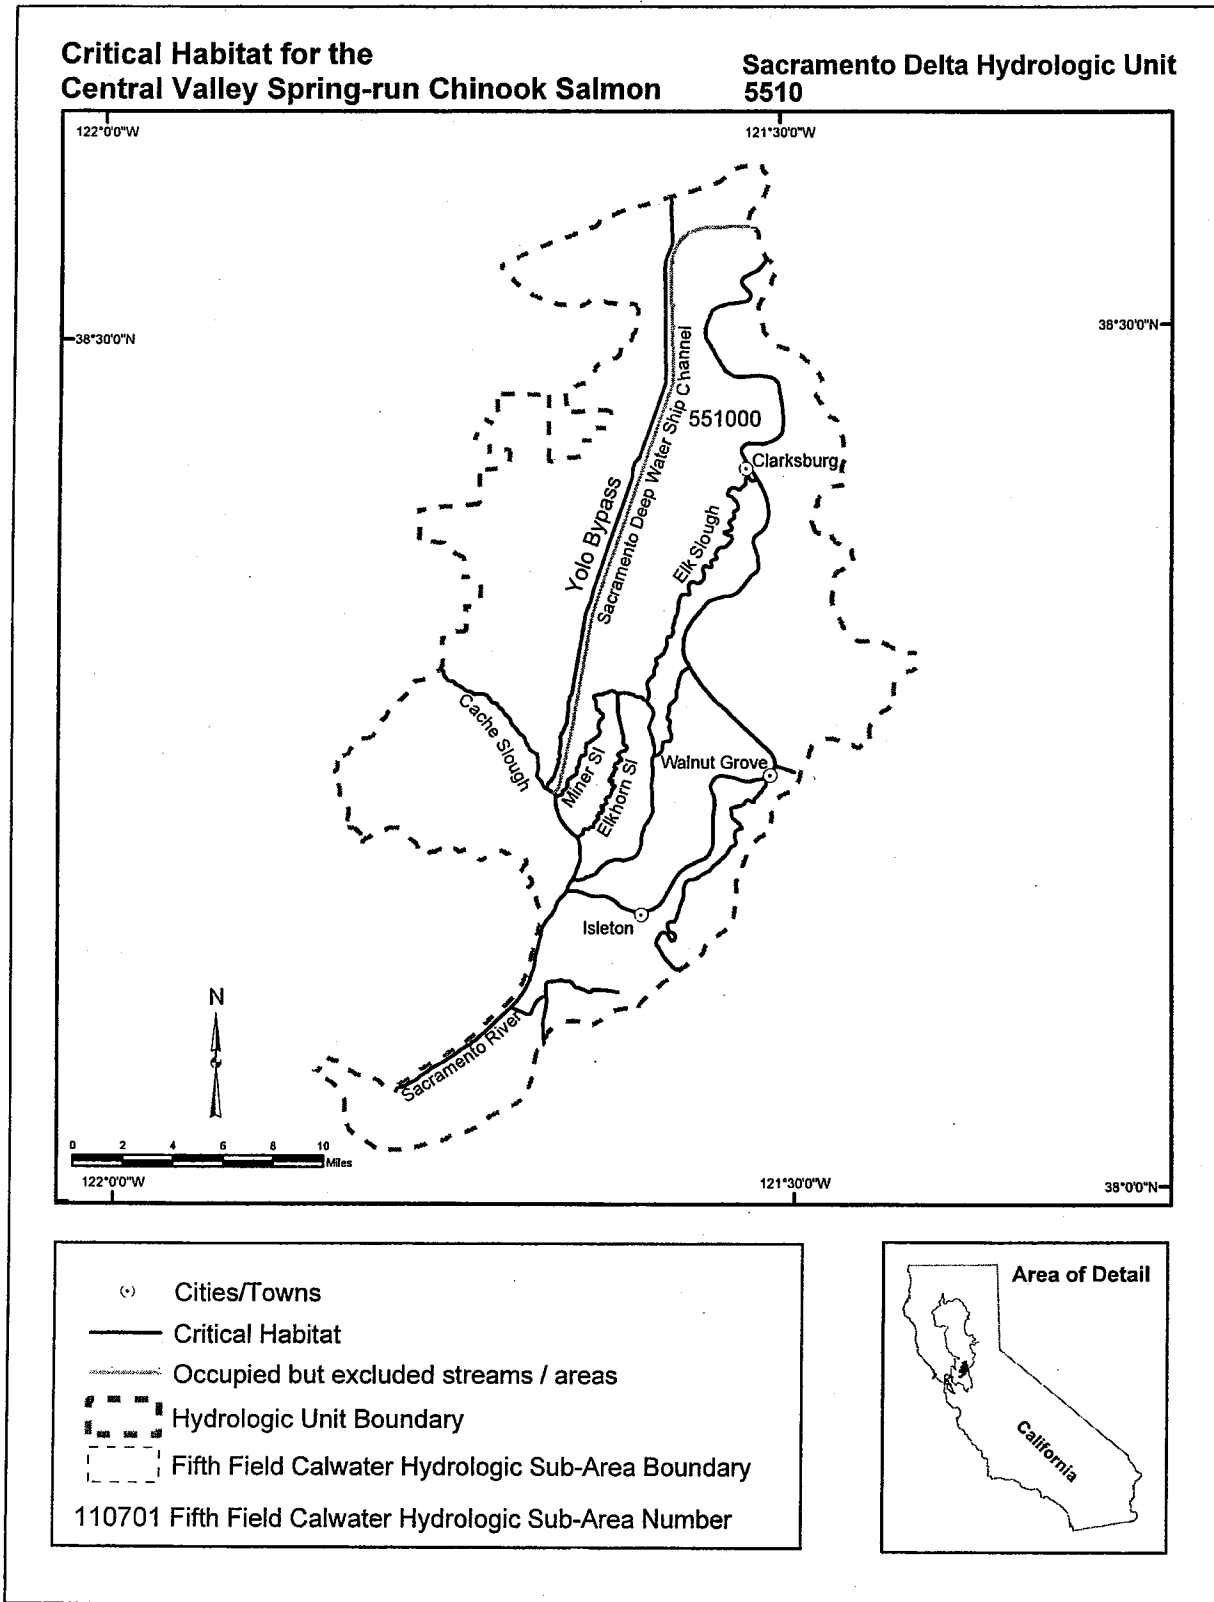 Critical Habitat for the
Central Valley Spring-run Chinook Salmon
Sacramento Delta Hydrologic Unit
5510
122°0'0"W
121°30'0"W
38°30'0"N
38°30'0"N
Sacramento Deep Water Ship Channel
551000
Clarksburg
Yolo Bypass
Elk Slough
Cache Slough
Miner Sl
Elkhorn Sl
Walnut Grove
Isleton
N
Sacramento River
0 2 4 6 8 10
Miles
122°0'0"W
121°30'0"W
38°0'0"N
Cities/Towns
Critical Habitat
Occupied but excluded streams / areas
Hydrologic Unit Boundary
Fifth Field Calwater Hydrologic Sub-Area Boundary
110701 Fifth Field Calwater Hydrologic Sub-Area Number
Area of Detail
California